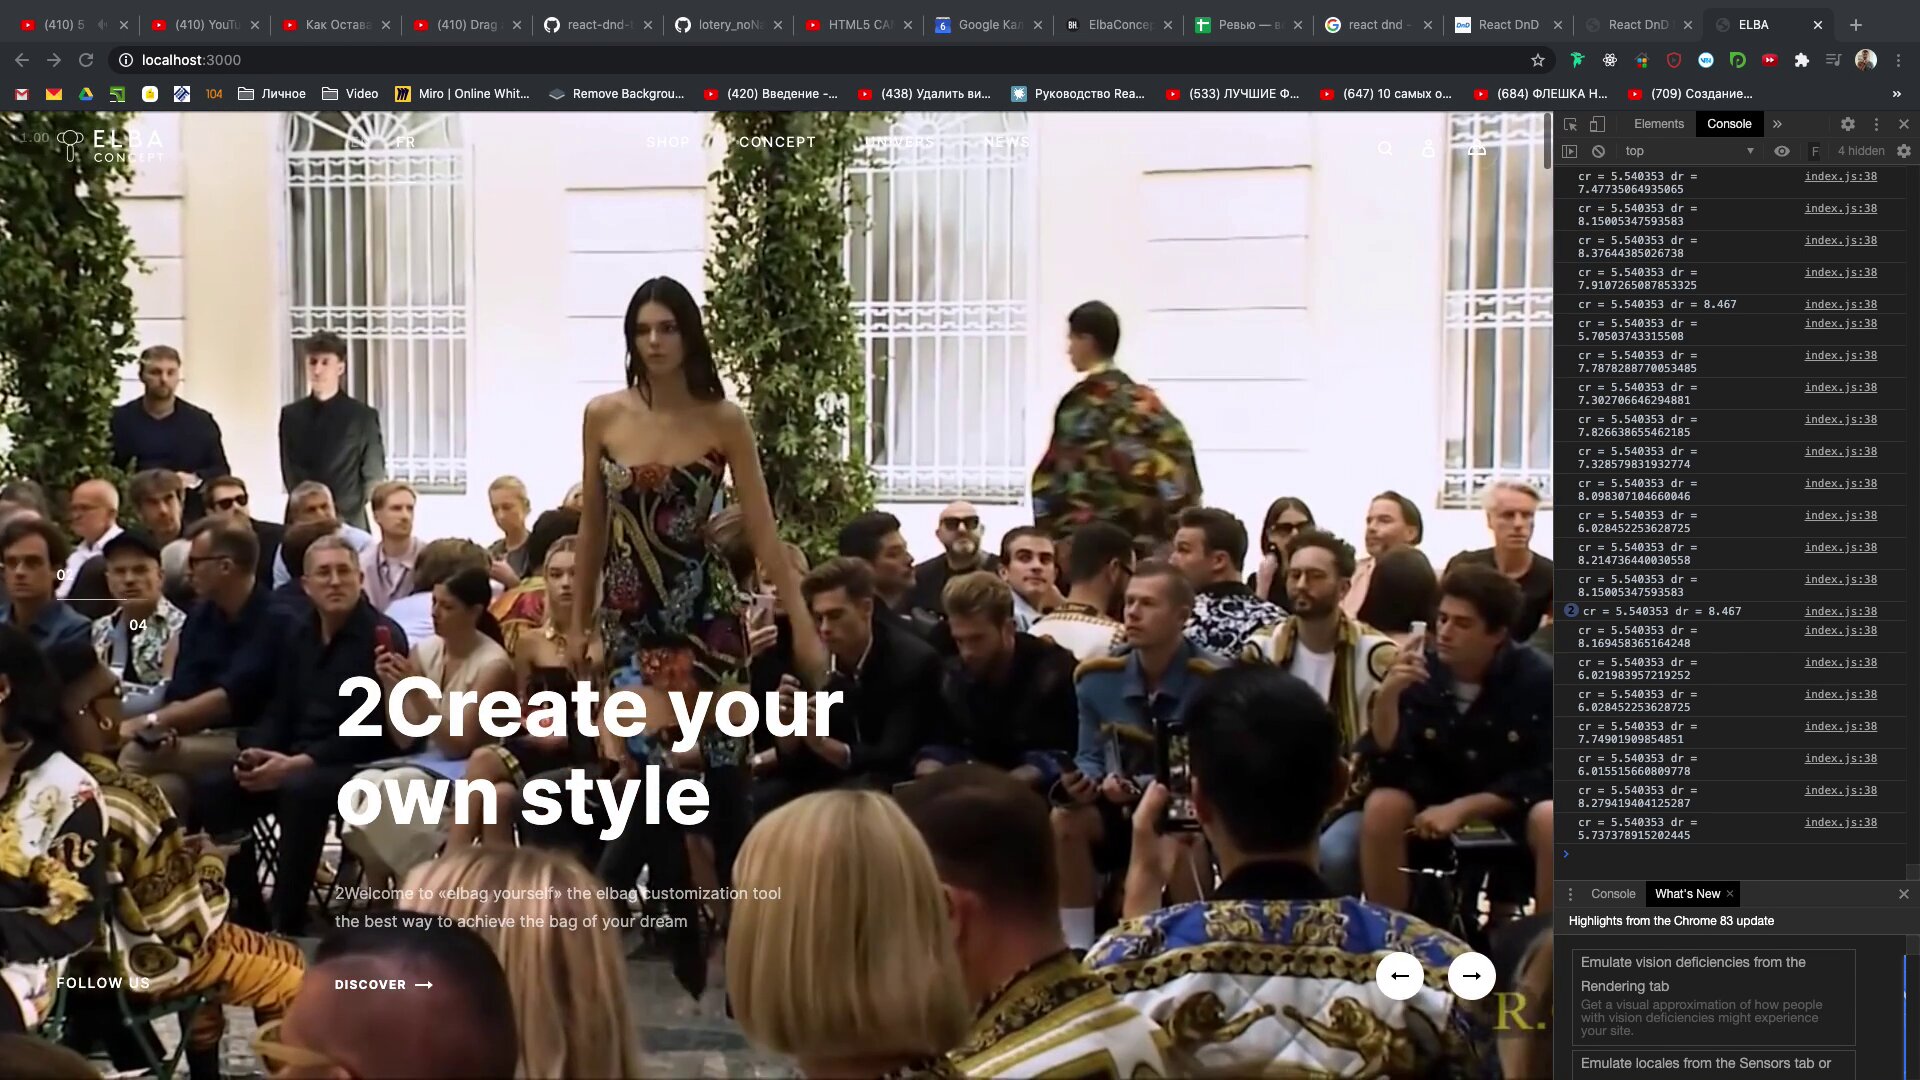 (410) 5
(410) YouTu
Как Остава
(410) Drag
react-dnd-t
lotery_noNa
HTML5 CAN
Google Кал
ElbaConcep
Ревью — в
react dnd -
React DnD
React DnD
ELBA
localhost:3000
104
Личное
Video
Miro | Online Whit...
Remove Backgrou...
(420) Введение -...
(438) Удалить ви...
Руководство Rea...
(533) ЛУЧШИЕ Ф...
(647) 10 самых о...
(684) ФЛЕШКА Н...
(709) Создание...
»
1.00
ELBA
CONCEPT
EN
FR
SHOP
CONCEPT
UNIVERS
NEWS
02
04
2Create your
own style
2Welcome to «elbag yourself» the elbag customization tool
the best way to achieve the bag of your dream
FOLLOW US
DISCOVER
R.
Elements
Console
»
top
F
4 hidden
cr = 5.540353 dr = index.js:38
7.47735064935065
cr = 5.540353 dr = index.js:38
8.15005347593583
cr = 5.540353 dr = index.js:38
8.37644385026738
cr = 5.540353 dr = index.js:38
7.9107265087853325
cr = 5.540353 dr = 8.467 index.js:38
cr = 5.540353 dr = index.js:38
5.70503743315508
cr = 5.540353 dr = index.js:38
7.7878288770053485
cr = 5.540353 dr = index.js:38
7.302706646294881
cr = 5.540353 dr = index.js:38
7.826638655462185
cr = 5.540353 dr = index.js:38
7.328579831932774
cr = 5.540353 dr = index.js:38
8.098307104660046
cr = 5.540353 dr = index.js:38
6.028452253628725
cr = 5.540353 dr = index.js:38
8.214736440030558
cr = 5.540353 dr = index.js:38
8.15005347593583
2 cr = 5.540353 dr = 8.467 index.js:38
cr = 5.540353 dr = index.js:38
8.169458365164248
cr = 5.540353 dr = index.js:38
6.021983957219252
cr = 5.540353 dr = index.js:38
6.028452253628725
cr = 5.540353 dr = index.js:38
7.74901909854851
cr = 5.540353 dr = index.js:38
6.015515660809778
cr = 5.540353 dr = index.js:38
8.279419404125287
cr = 5.540353 dr = index.js:38
5.737378915202445
Console
What's New
Highlights from the Chrome 83 update
Emulate vision deficiencies from the
Rendering tab
Get a visual approximation of how people
with vision deficiencies might experience
your site.
Emulate locales from the Sensors tab or